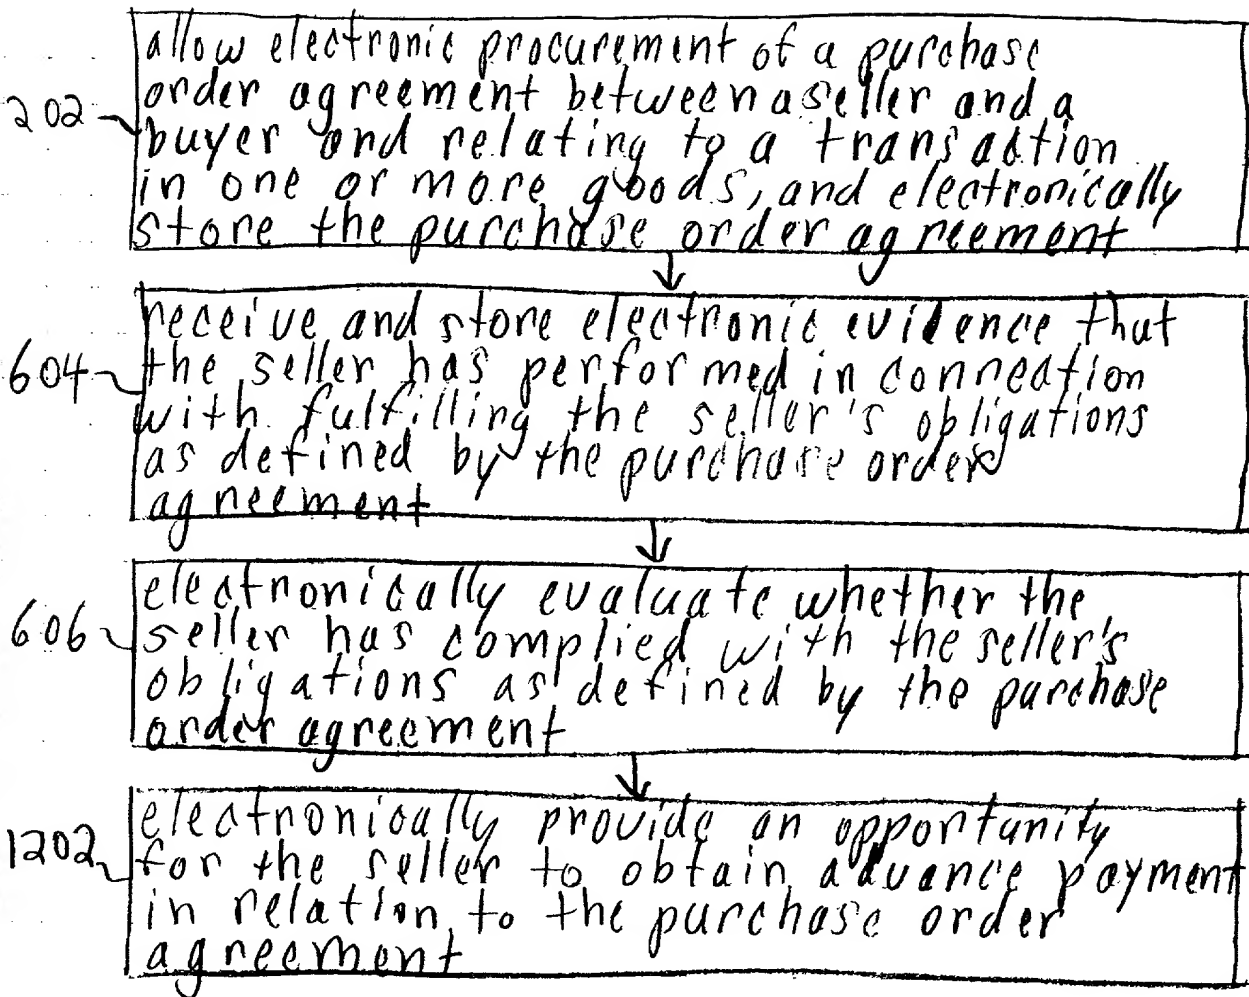 allow electronic procurement of a purchase
order agreement between a seller and a
202
buyer and relating to a transaction
in one or more goods, and electronically
store the purchase order agreement
receive and store electronic evidence that
604
the seller has performed in connection
with fulfilling the seller's obligations
as defined by the purchase order
agreement
electronically evaluate whether the
606
seller has complied with the seller's
obligations as defined by the purchase
order agreement
electronically provide an opportunity
1202
for the seller to obtain advance payment
in relation to the purchase order
agreement